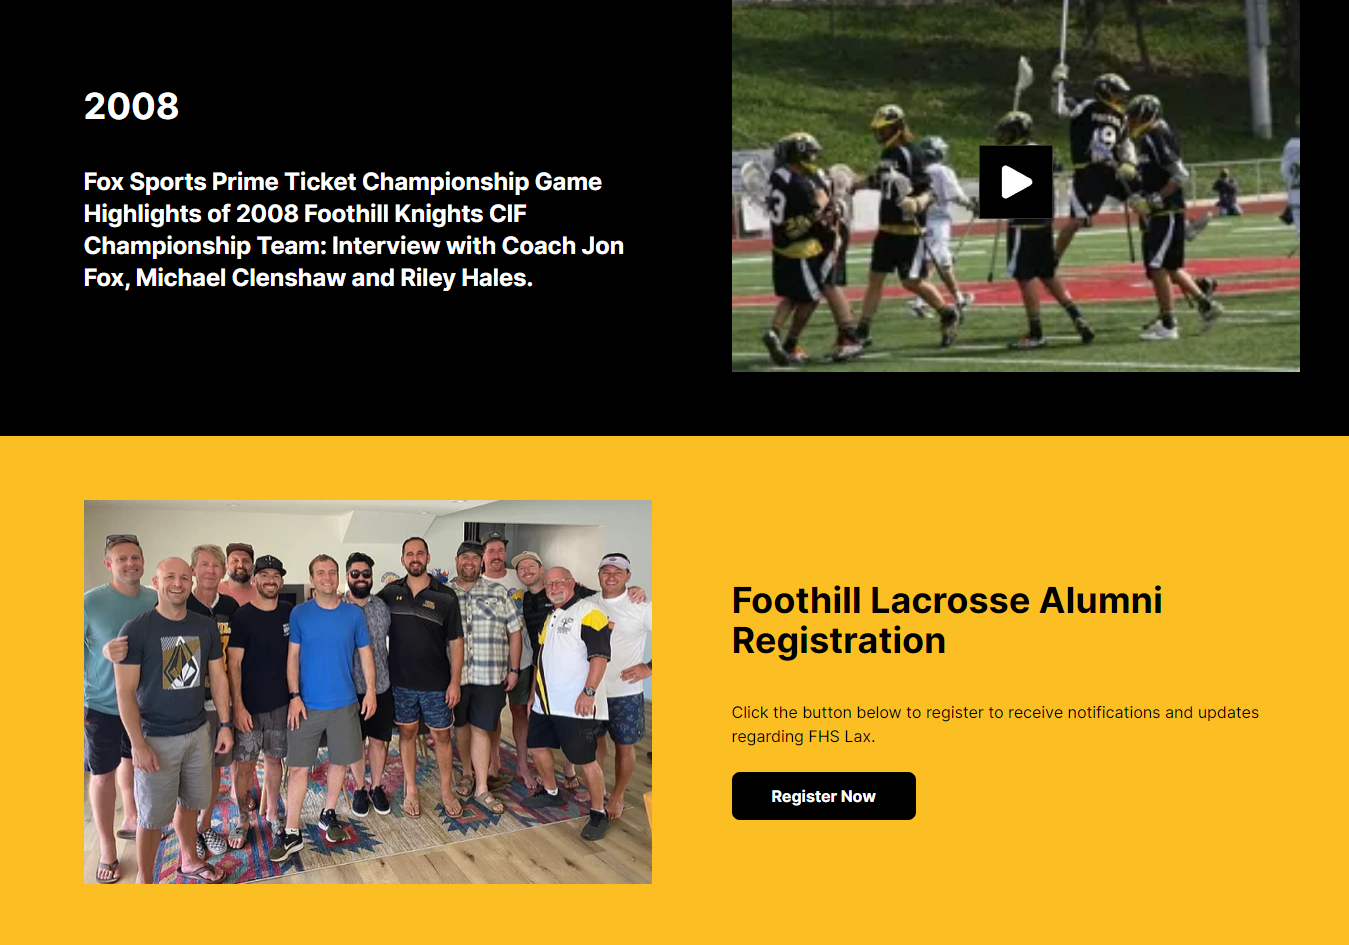 2008
Fox Sports Prime Ticket Championship Game
Highlights of 2008 Foothill Knights CIF
Championship Team: Interview with Coach Jon
Fox, Michael Clenshaw and Riley Hales.
Foothill Lacrosse Alumni
Registration
Click the button below to register to receive notifications and updates
regarding FHS Lax.
Register Now